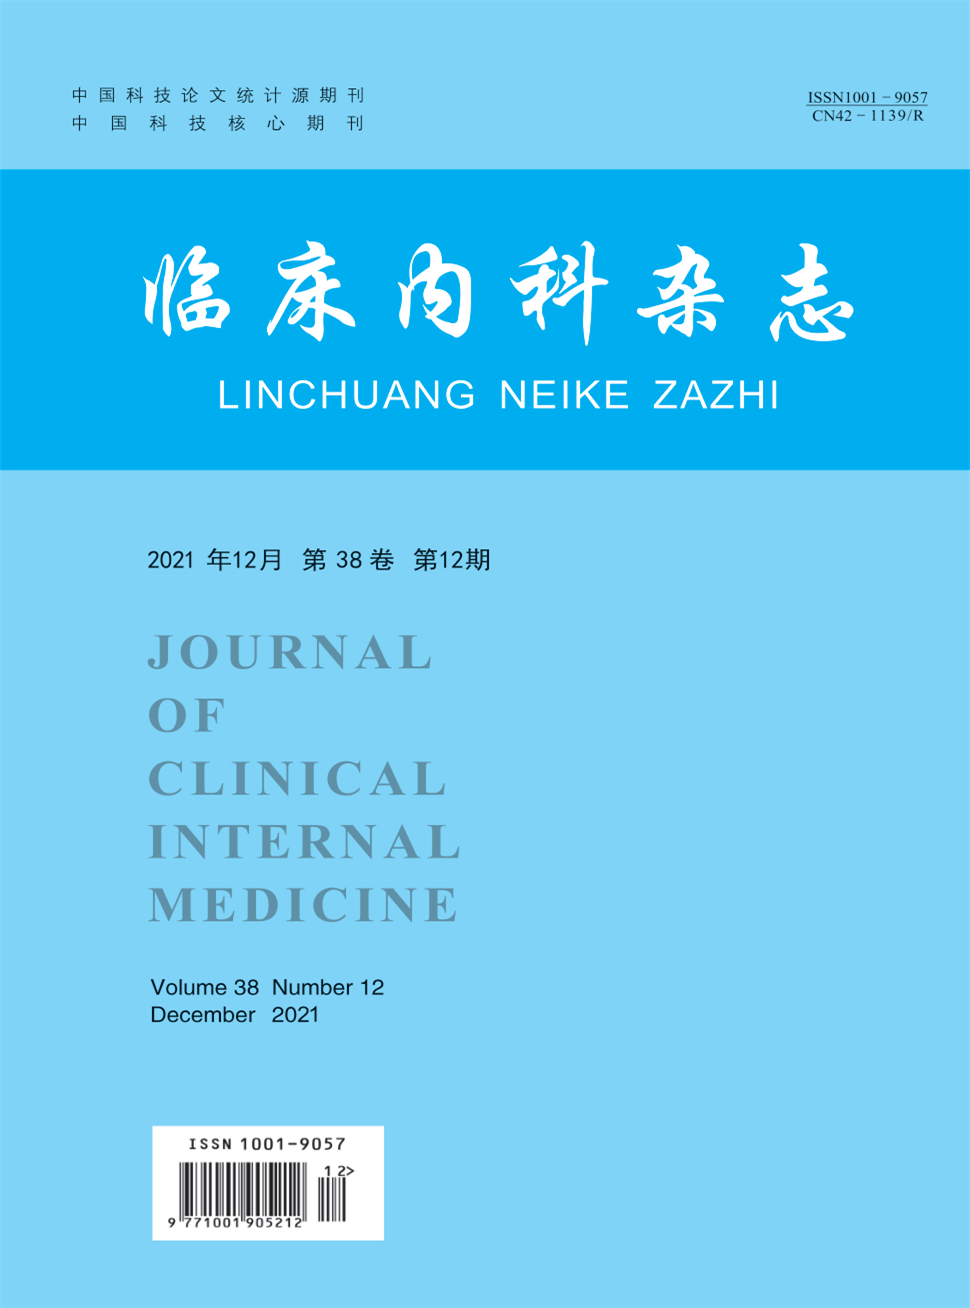 中国科技论文统计源期刊
中国科技核心期刊
ISSN1001-9057
CN42-1139/R
临床内科杂志
LINCHUANG NEIKE ZAZHI
2021 年12月 第 38 卷 第12期
JOURNAL
OF
CLINICAL
INTERNAL
MEDICINE
Volume 38 Number 12
December 2021
ISSN 1001-9057
12>
9 771001 905212